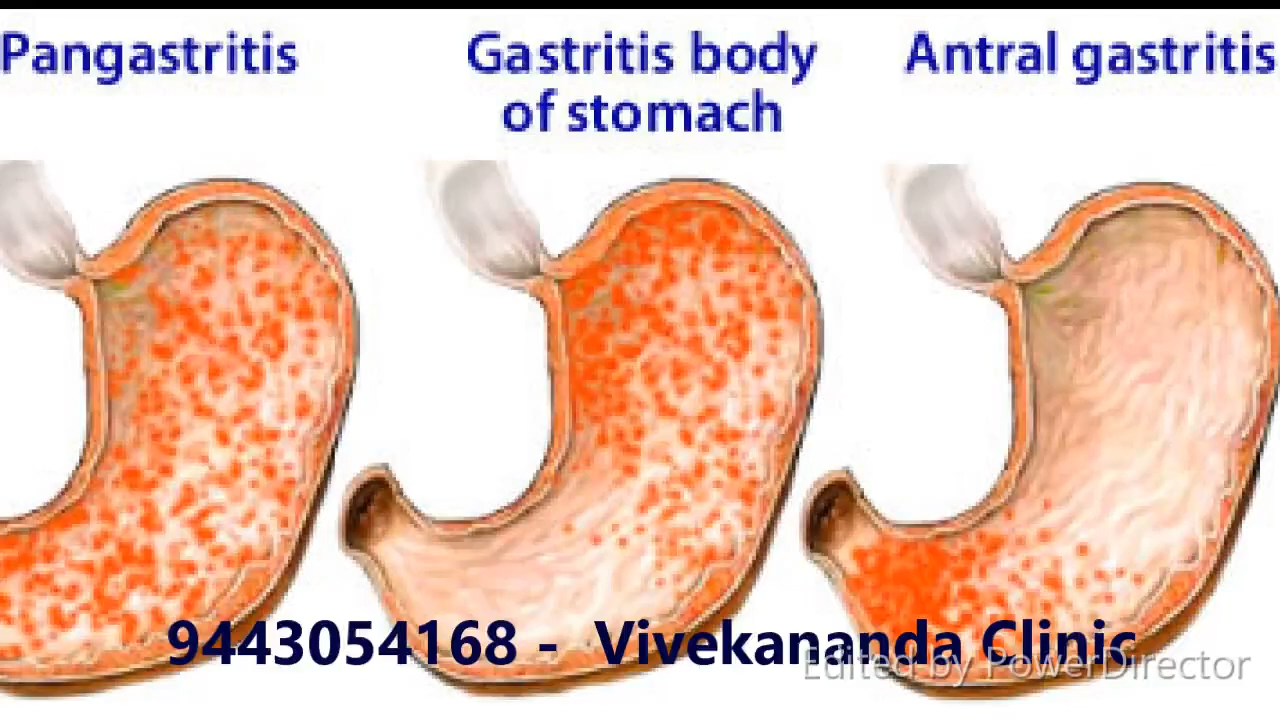 Pangastritis
Gastritis body
of stomach
Antral gastritis
9443054168 - Vivekananda Clinic
Edited by PowerDirector